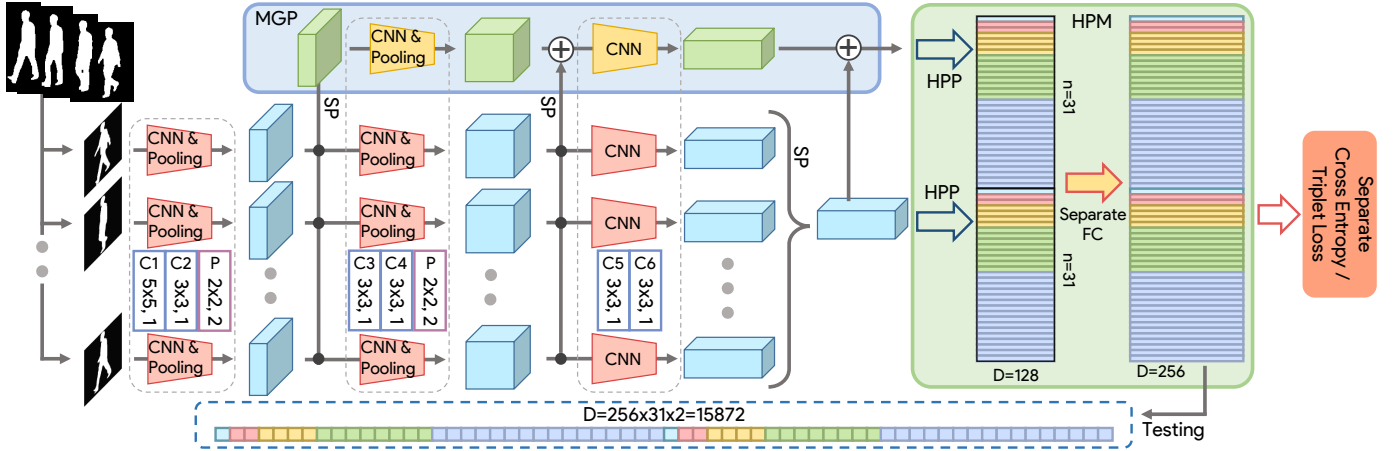 MGP
CNN &
Pooling
CNN
HPP
HPM
SP
SP
SP
CNN &
Pooling
CNN &
Pooling
CNN
CNN &
Pooling
CNN &
Pooling
CNN
C1
5x5, 1
C2
3x3, 1
P
2x2, 2
C3
3x3, 1
C4
3x3, 1
P
2x2, 2
C5
3x3, 1
C6
3x3, 1
CNN &
Pooling
CNN &
Pooling
CNN
HPP
n=31
n=31
Separate
FC
D=128
D=256
Separate
Cross Entropy /
Triplet Loss
Testing
D=256x31x2=15872